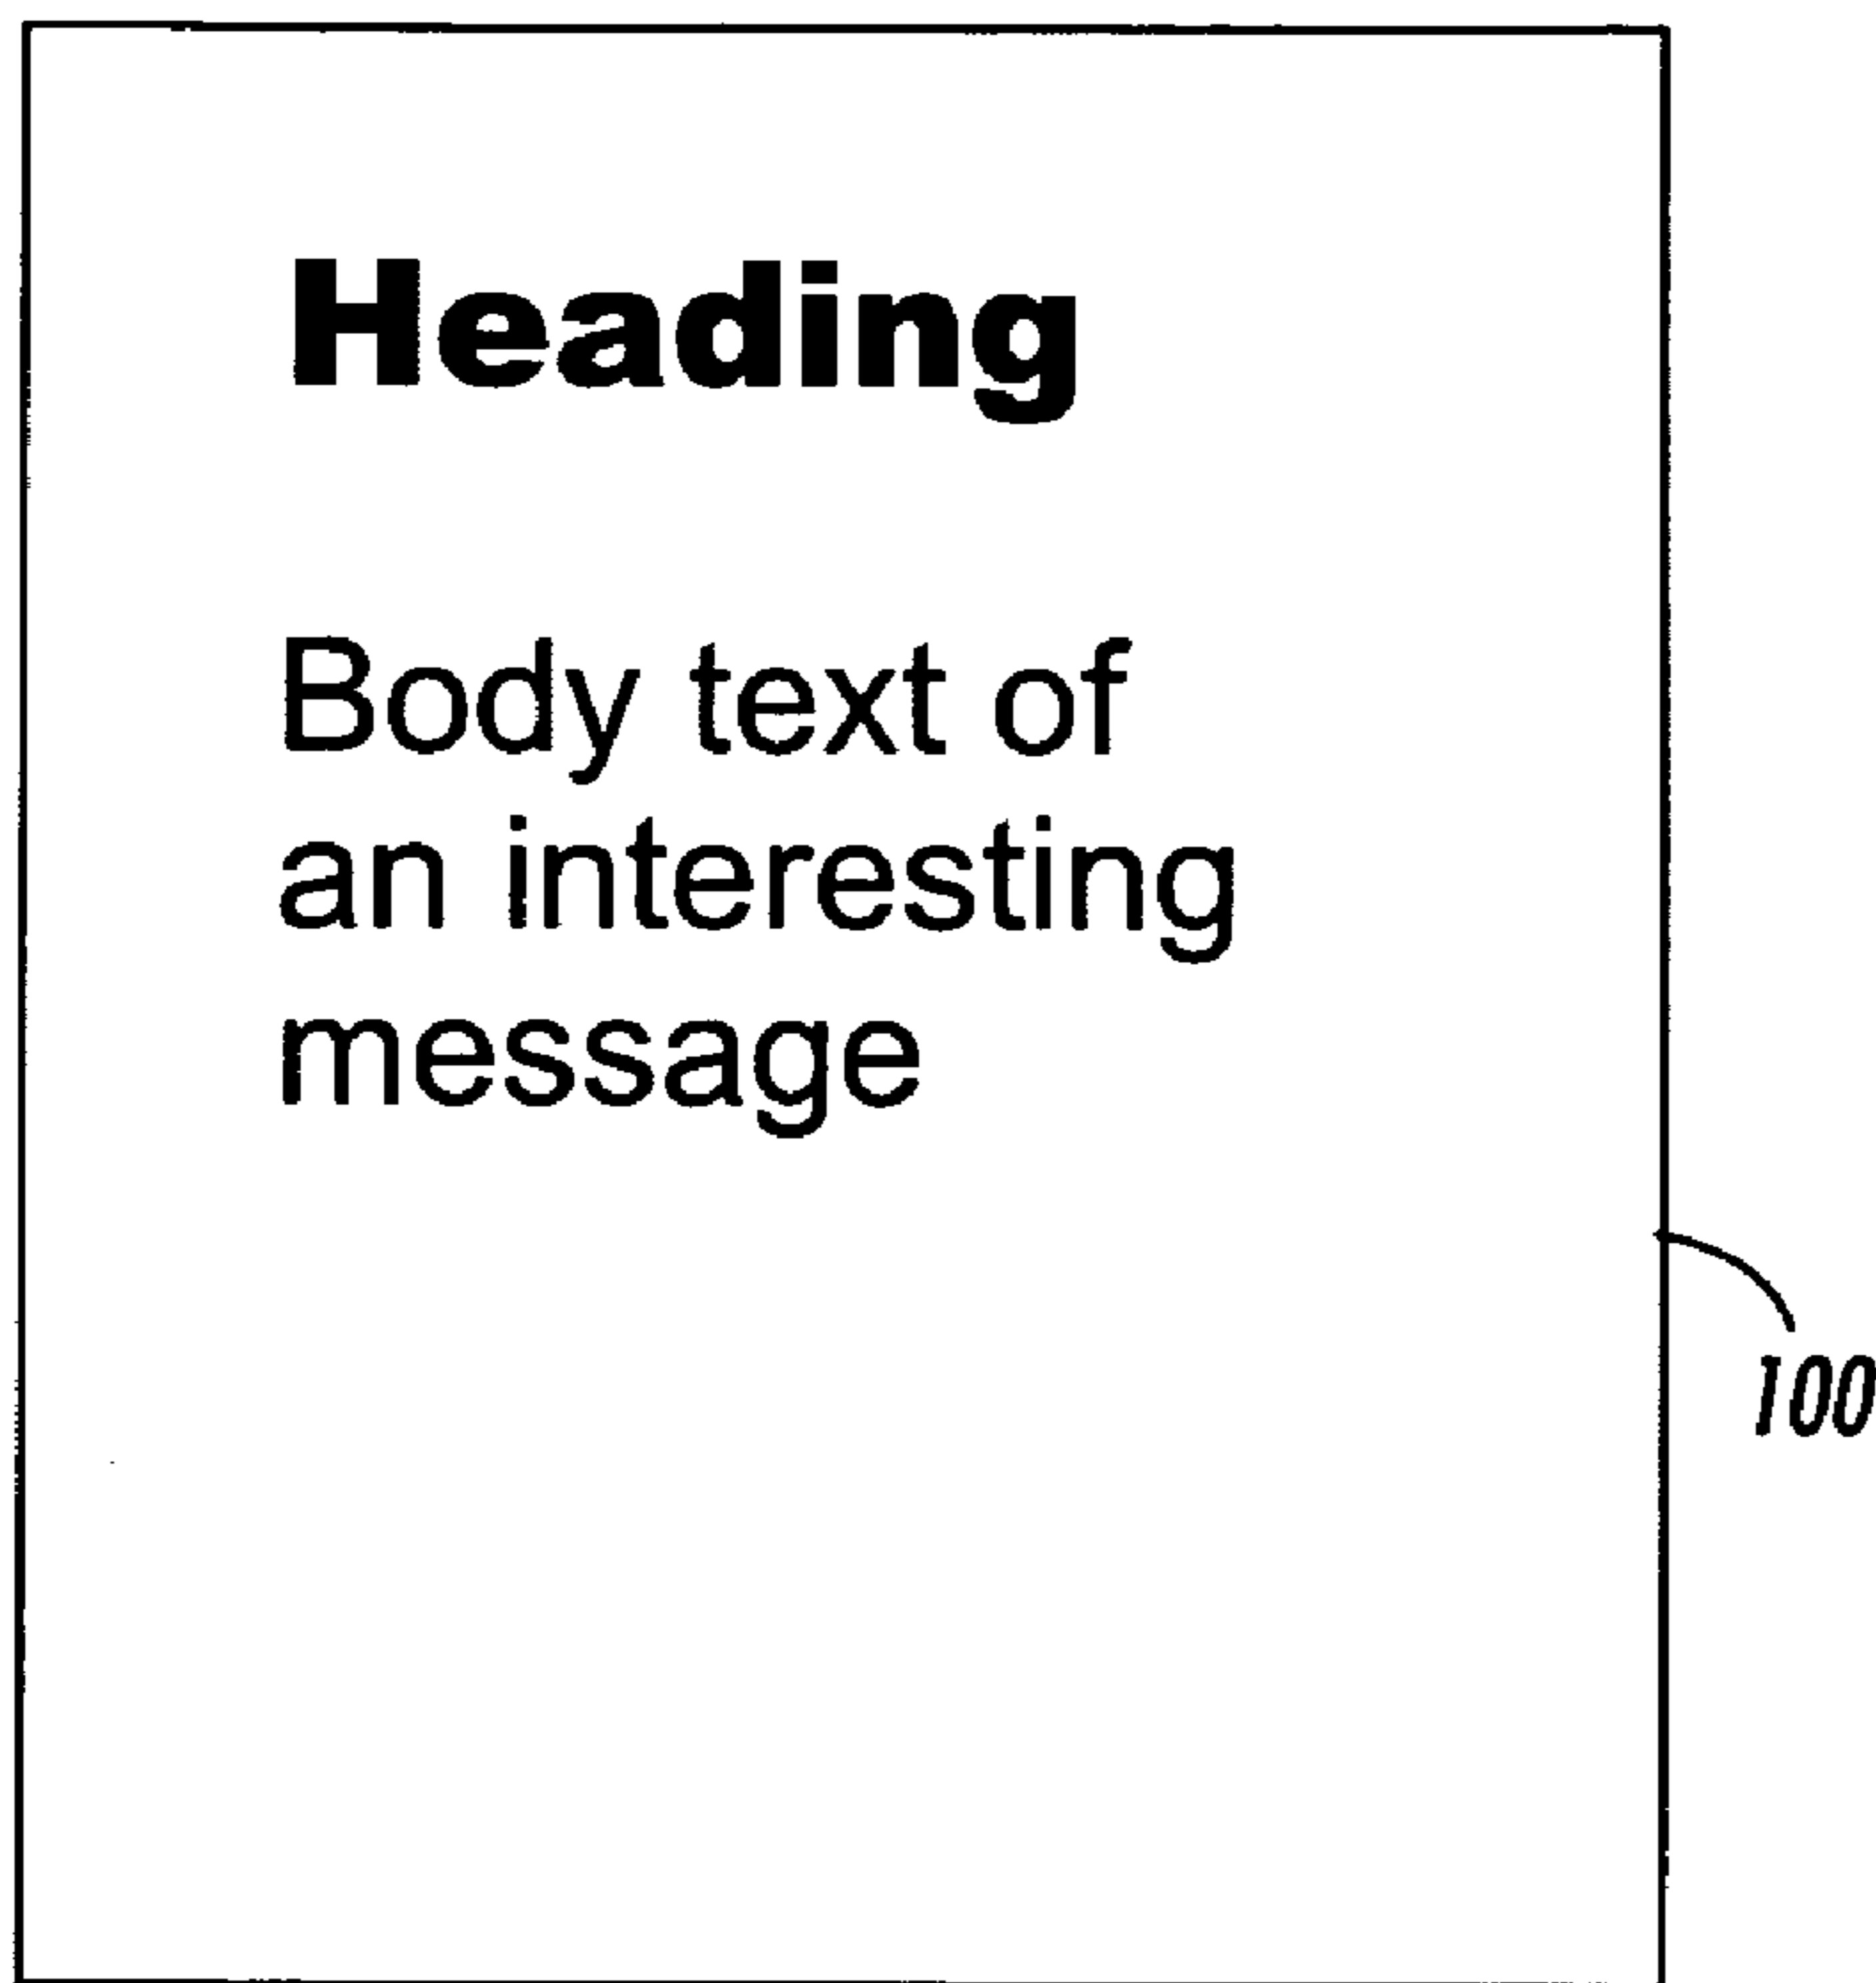 Heading
Body text of
an interesting
message
100